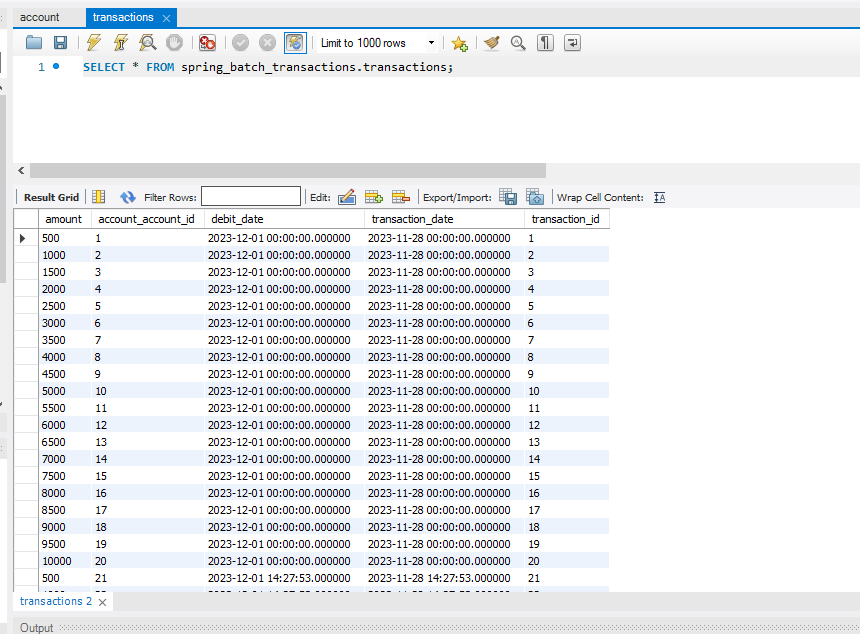 account transactions
Limit to 1000 rows
1 SELECT * FROM spring_batch_transactions.transactions;
Result Grid Filter Rows: Edit: Export/Import: Wrap Cell Content:
amount account_account_id debit_date transaction_date transaction_id
500 1 2023-12-01 00:00:00.000000 2023-11-28 00:00:00.000000 1
1000 2 2023-12-01 00:00:00.000000 2023-11-28 00:00:00.000000 2
1500 3 2023-12-01 00:00:00.000000 2023-11-28 00:00:00.000000 3
2000 4 2023-12-01 00:00:00.000000 2023-11-28 00:00:00.000000 4
2500 5 2023-12-01 00:00:00.000000 2023-11-28 00:00:00.000000 5
3000 6 2023-12-01 00:00:00.000000 2023-11-28 00:00:00.000000 6
3500 7 2023-12-01 00:00:00.000000 2023-11-28 00:00:00.000000 7
4000 8 2023-12-01 00:00:00.000000 2023-11-28 00:00:00.000000 8
4500 9 2023-12-01 00:00:00.000000 2023-11-28 00:00:00.000000 9
5000 10 2023-12-01 00:00:00.000000 2023-11-28 00:00:00.000000 10
5500 11 2023-12-01 00:00:00.000000 2023-11-28 00:00:00.000000 11
6000 12 2023-12-01 00:00:00.000000 2023-11-28 00:00:00.000000 12
6500 13 2023-12-01 00:00:00.000000 2023-11-28 00:00:00.000000 13
7000 14 2023-12-01 00:00:00.000000 2023-11-28 00:00:00.000000 14
7500 15 2023-12-01 00:00:00.000000 2023-11-28 00:00:00.000000 15
8000 16 2023-12-01 00:00:00.000000 2023-11-28 00:00:00.000000 16
8500 17 2023-12-01 00:00:00.000000 2023-11-28 00:00:00.000000 17
9000 18 2023-12-01 00:00:00.000000 2023-11-28 00:00:00.000000 18
9500 19 2023-12-01 00:00:00.000000 2023-11-28 00:00:00.000000 19
10000 20 2023-12-01 00:00:00.000000 2023-11-28 00:00:00.000000 20
500 21 2023-12-01 14:27:53.000000 2023-11-28 14:27:53.000000 21
transactions 2
Output